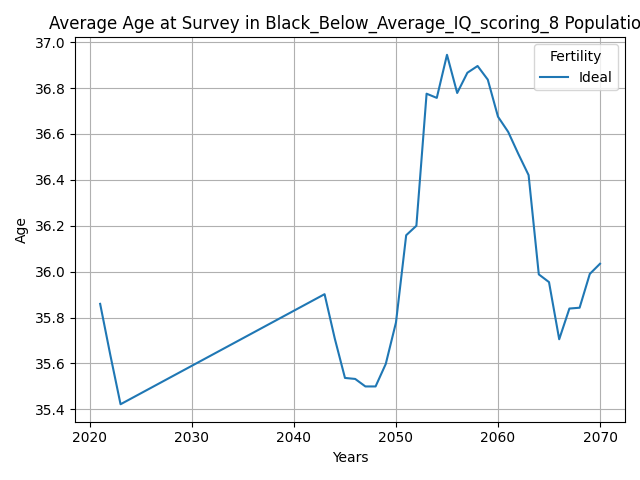 Average Age at Survey in Black_Below_Average_IQ_scoring_8 Populatio
37.0
36.8
36.6
36.4
36.2
36.0
35.8
35.6
35.4
Age
Fertility
Ideal
2020 2030 2040 2050 2060 2070
Years